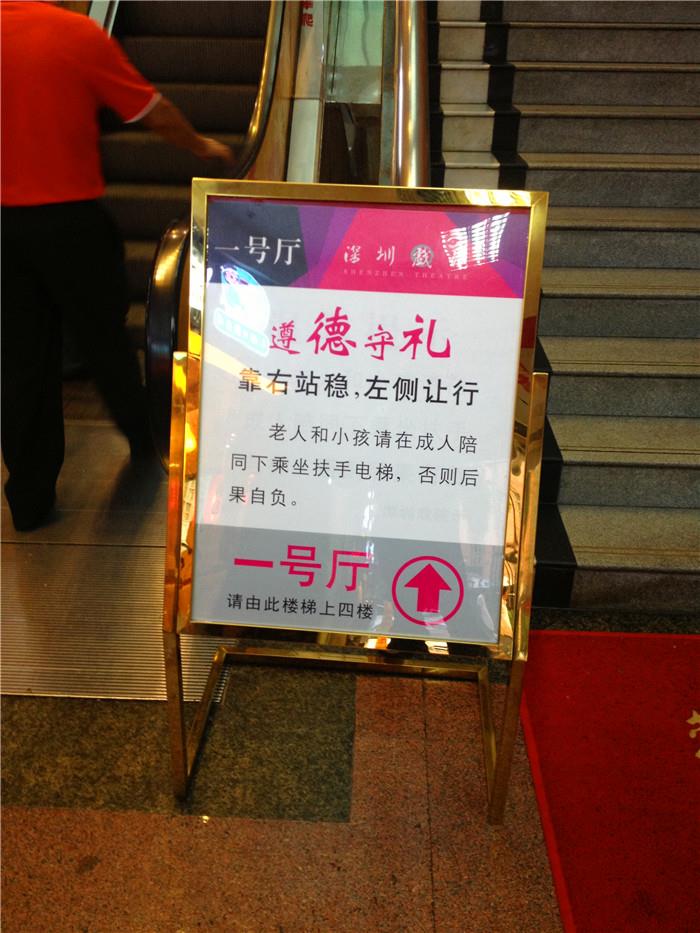 一号厅
深圳戏
SHENZHEN THEATRE
遵德守礼
靠右站稳,左侧让行
老人和小孩请在成人陪
同下乘坐扶手电梯，否则后
果自负。
一号厅
请由此楼梯上四楼